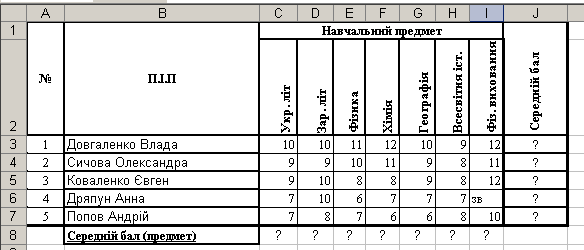 A B C D E F G H I J
1 Навчальний предмет
2 № П.І.П Укр. літ Зар. літ Фізика Хімія Географія Всесвітня іст. Фіз. виховання Середній бал
3 1 Довгаленко Влада 10 10 11 12 10 9 12 ?
4 2 Сичова Олександра 9 9 10 11 9 8 11 ?
5 3 Коваленко Євген 9 10 8 8 9 8 12 ?
6 4 Дряпун Анна 7 10 6 7 7 7 зв ?
7 5 Попов Андрій 7 8 7 6 6 8 10 ?
8 Середній бал (предмет) ? ? ? ? ? ? ?